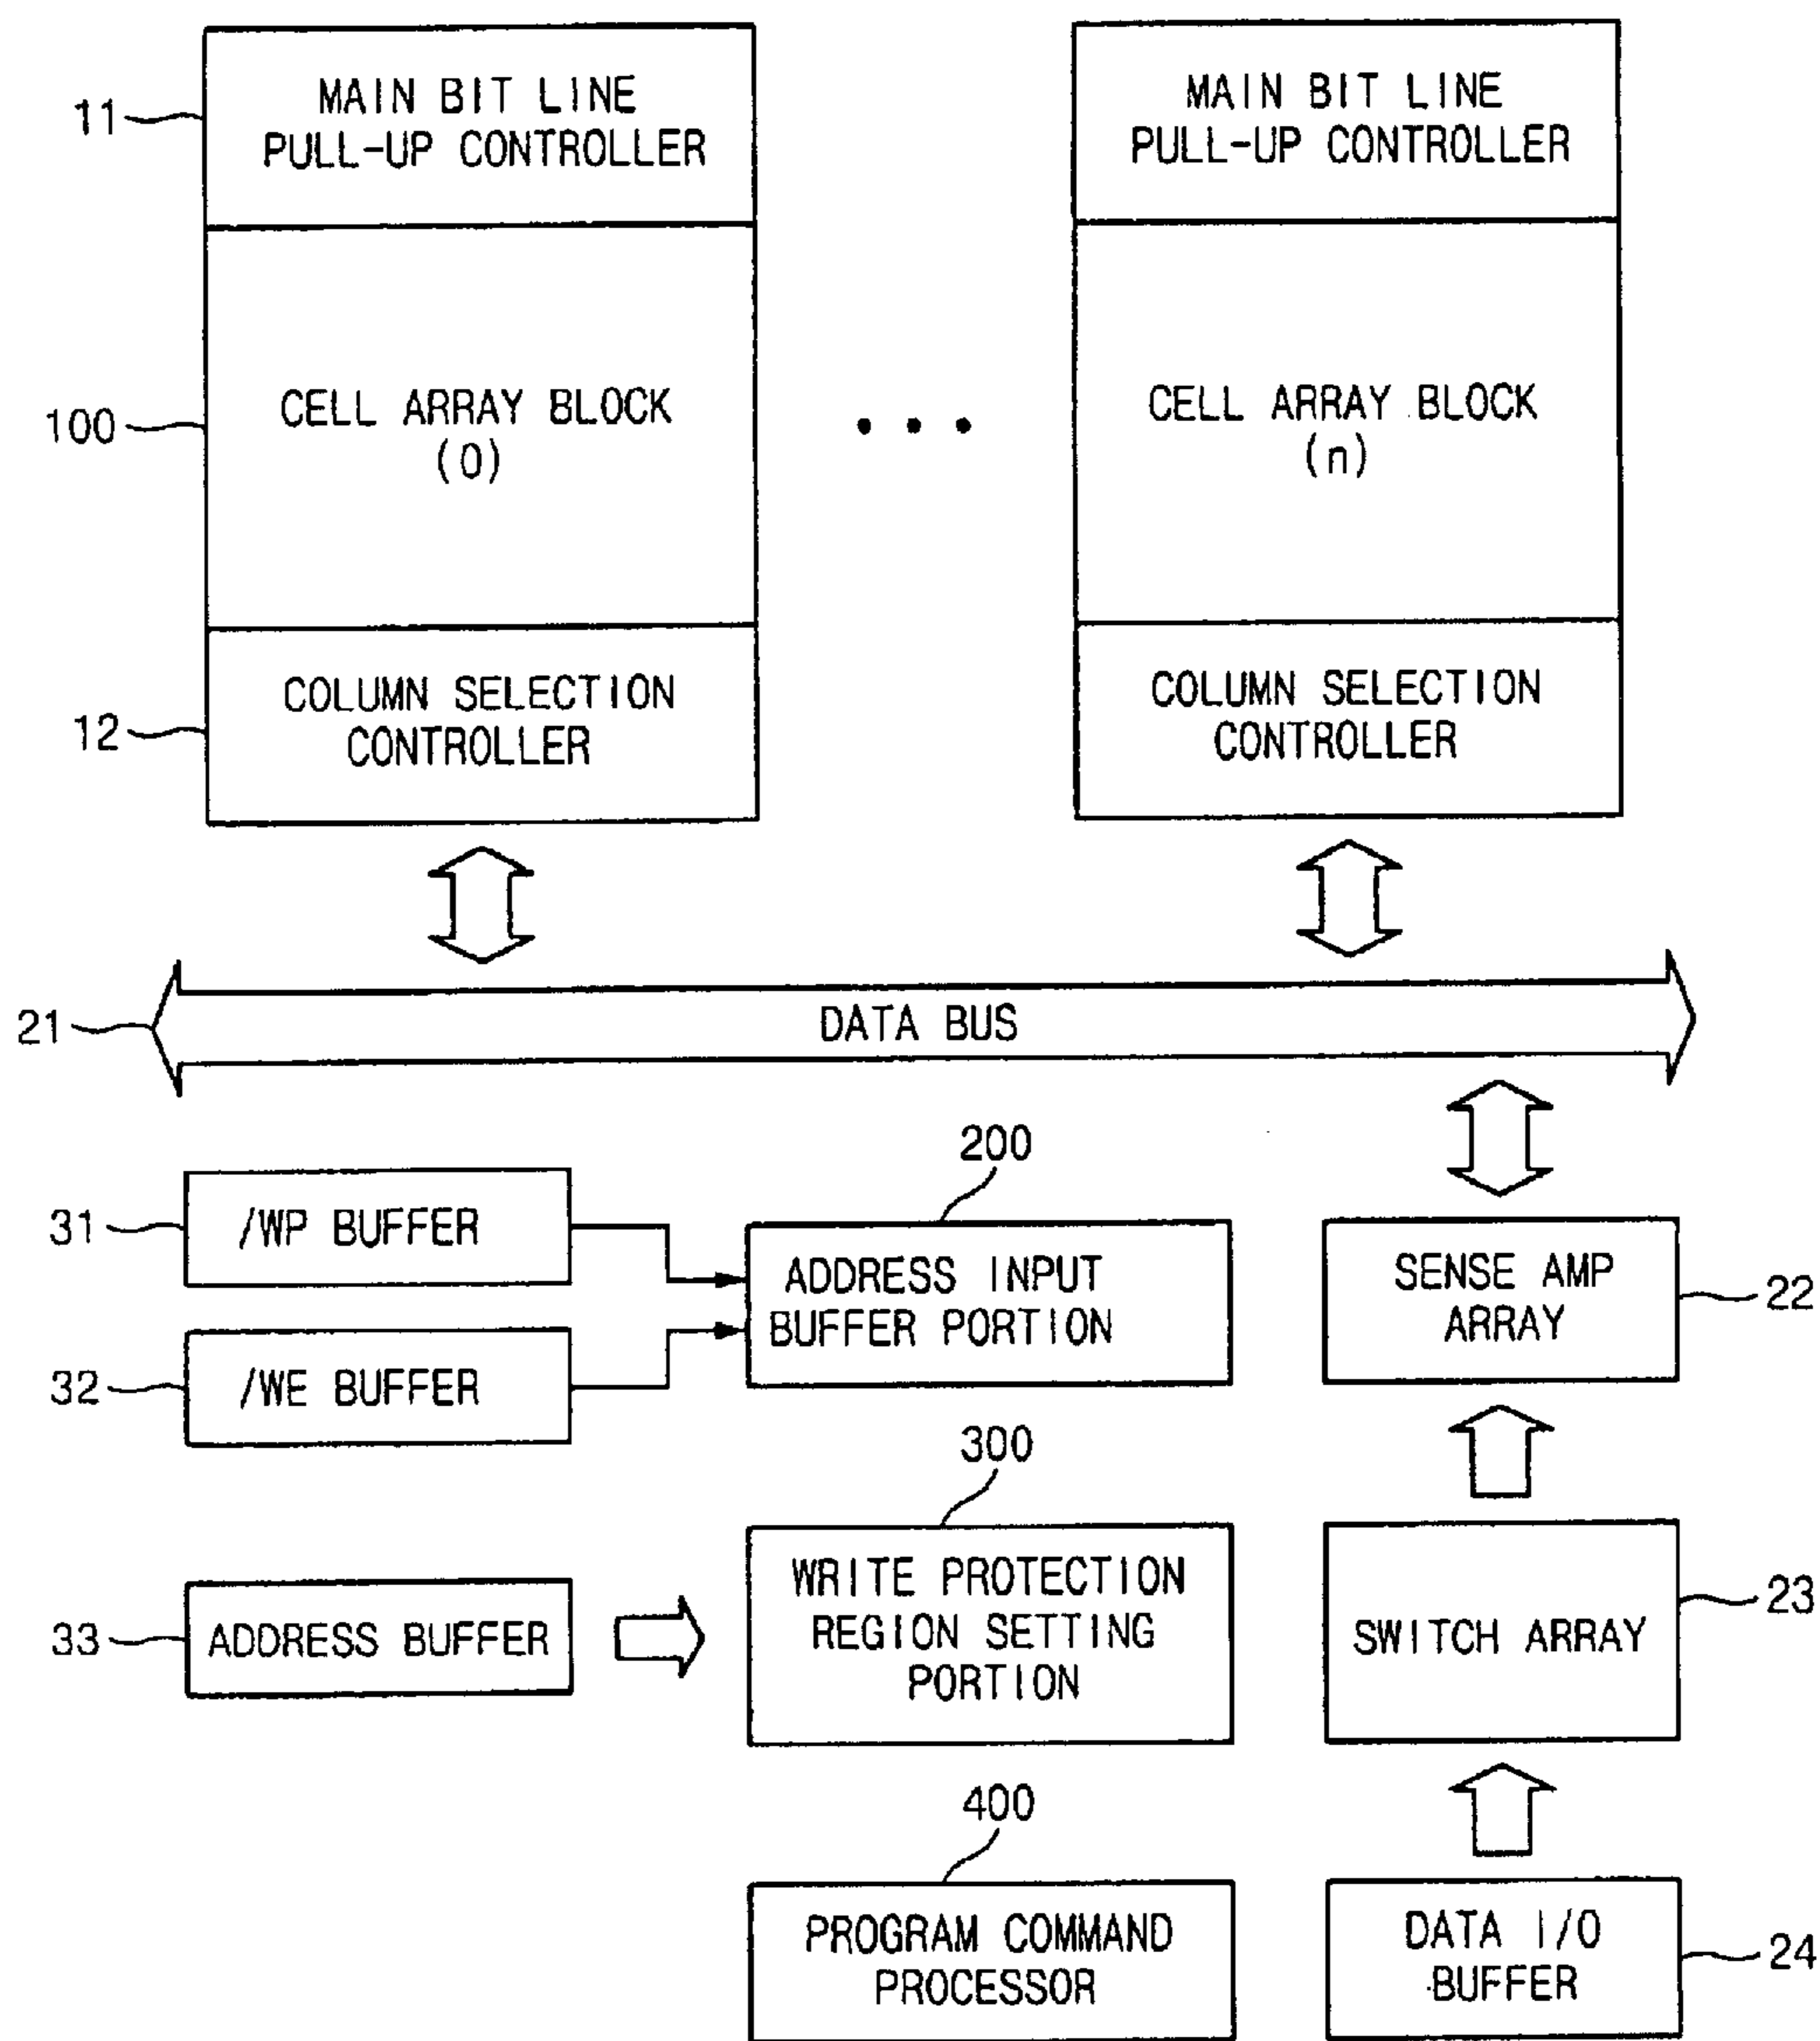 11
MAIN BIT LINE
PULL-UP CONTROLLER
MAIN BIT LINE
PULL-UP CONTROLLER
100
CELL ARRAY BLOCK
(0)
• • •
CELL ARRAY BLOCK
(n)
12
COLUMN SELECTION
CONTROLLER
COLUMN SELECTION
CONTROLLER
21
DATA BUS
31
/WP BUFFER
32
/WE BUFFER
200
ADDRESS INPUT
BUFFER PORTION
SENSE AMP
ARRAY
22
33
ADDRESS BUFFER
300
WRITE PROTECTION
REGION SETTING
PORTION
SWITCH ARRAY
23
400
PROGRAM COMMAND
PROCESSOR
DATA I/O
BUFFER
24